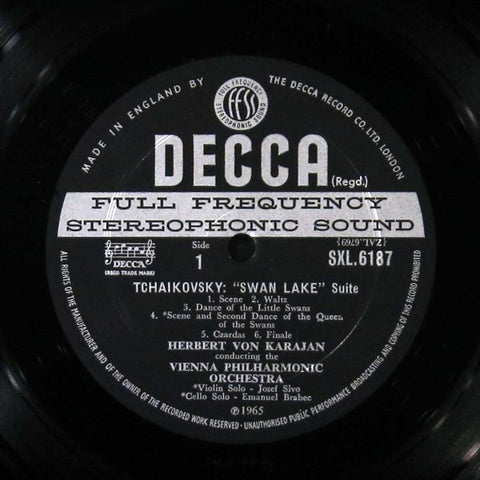 MADE IN ENGLAND BY
FULL FREQUENCY
FFSS
STEREOPHONIC SOUND
THE DECCA RECORD CO. LTD. LONDON
DECCA
(Regd.)
FULL FREQUENCY
STEREOPHONIC SOUND
DECCA
(REGD TRADE MARK)
Side
1
(ZAL.6769)
SXL.6187
TCHAIKOVSKY: "SWAN LAKE" Suite
1. Scene 2. Waltz
3. Dance of the Little Swans
4. *Scene and Second Dance of the Queen
of the Swans
5. Czardas 6. Finale
HERBERT VON KARAJAN
conducting the
VIENNA PHILHARMONIC
ORCHESTRA
*Violin Solo - Josef Sivo
*Cello Solo - Emanuel Brabec
℗1965
ALL RIGHTS OF THE MANUFACTURER AND OF THE OWNER OF THE RECORDED WORK RESERVED - UNAUTHORISED PUBLIC PERFORMANCE BROADCASTING AND COPYING OF THIS RECORD PROHIBITED